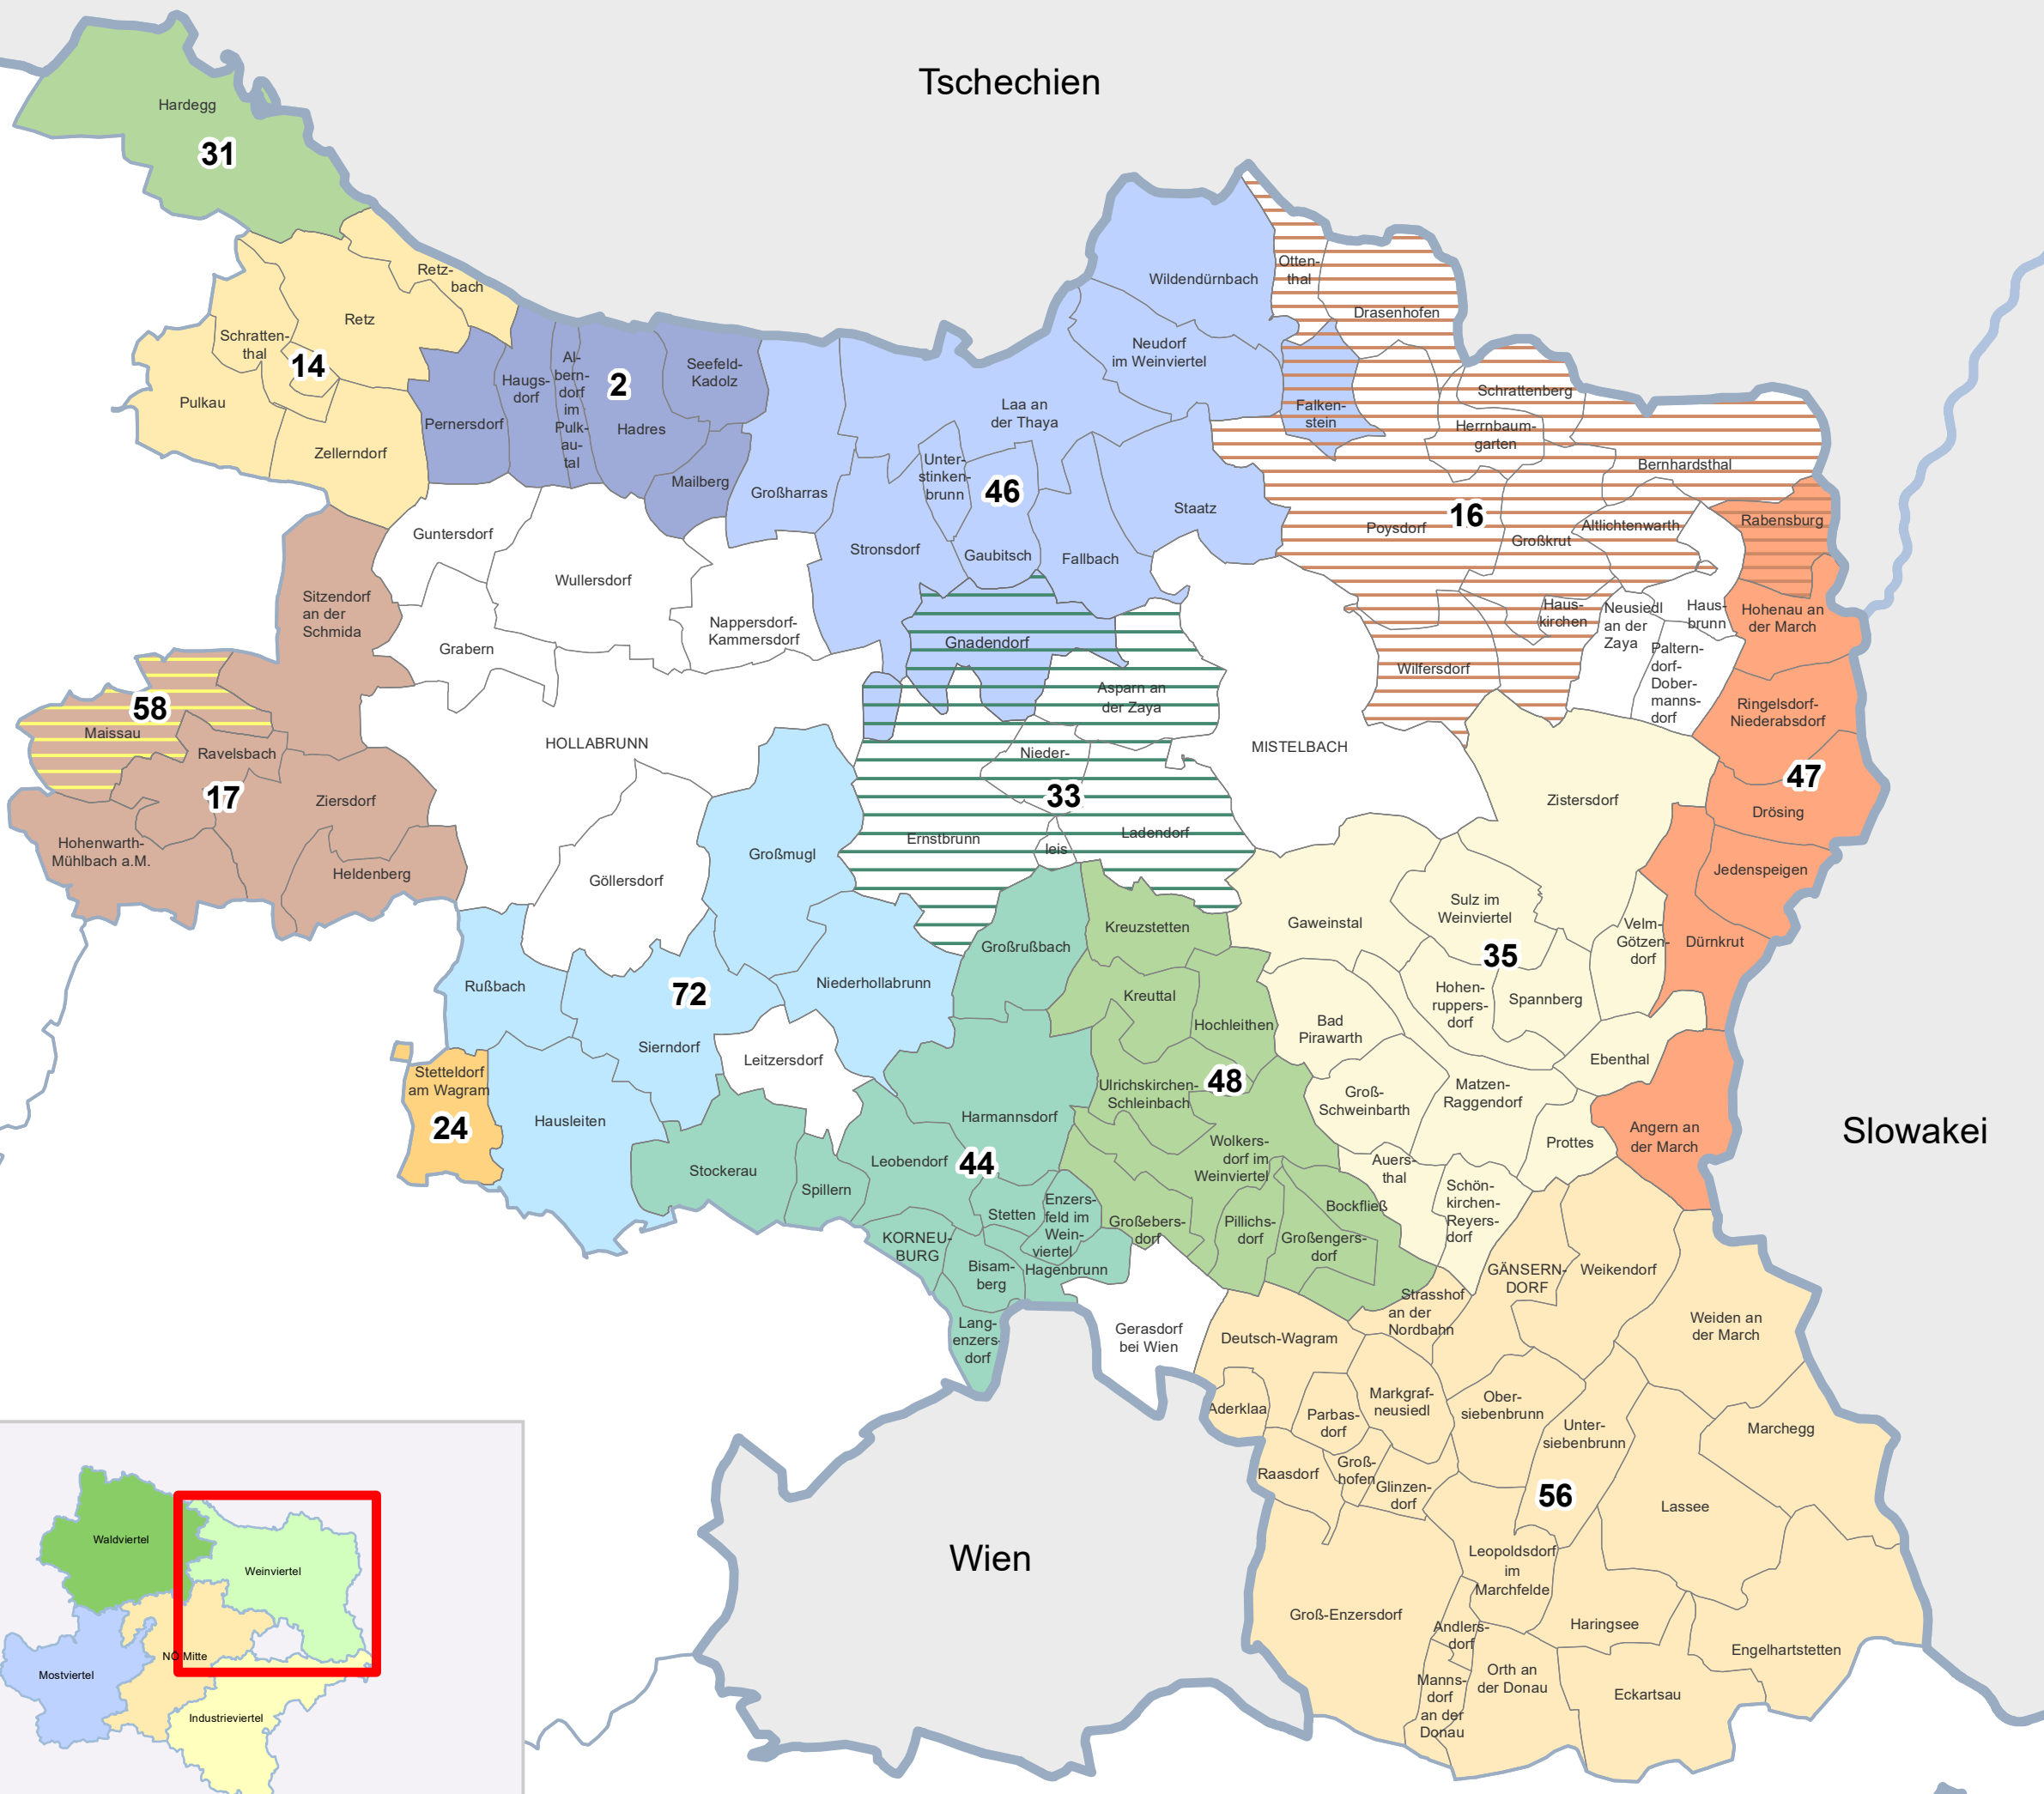 Tschechien
Hardegg
31
Retz-
bach
Retz
Schratten-
thal
14
Pulkau
Zellerndorf
Pernersdorf
Haugs-
dorf
Al-
bern-
dorf
im
Pulk-
au-
tal
2
Hadres
Seefeld-
Kadolz
Mailberg
Großharras
Wildendürnbach
Neudorf
im Weinviertel
Laa an
der Thaya
Unter-
stinken-
brunn
46
Staatz
Stronsdorf
Gaubitsch
Fallbach
Gnadendorf
Otten-
thal
Drasenhofen
Falken-
stein
Schrattenberg
Herrnbaum-
garten
Bernhardsthal
16
Poysdorf
Großkrut
Altlichtenwarth
Rabensburg
Haus-
kirchen
Neusiedl
an der
Zaya
Haus-
brunn
Hohenau an
der March
Wilfersdorf
Paltern-
dorf-
Dober-
manns-
dorf
Ringelsdorf-
Niederabsdorf
47
Drösing
Jedenspeigen
Dürnkrut
Angern an
der March
Guntersdorf
Wullersdorf
Grabern
Nappersdorf-
Kammersdorf
HOLLABRUNN
Göllersdorf
Sitzendorf
an der
Schmida
58
Maissau
Ravelsbach
17
Ziersdorf
Hohenwarth-
Mühlbach a.M.
Heldenberg
Asparn an
der Zaya
Nieder-
leis
33
Ernstbrunn
Ladendorf
MISTELBACH
Zistersdorf
Großmugl
Rußbach
72
Niederhollabrunn
Sierndorf
Hausleiten
Leitzersdorf
Stetteldorf
am Wagram
24
Großrußbach
Harmannsdorf
Leobendorf
44
Stockerau
Spillern
Stetten
Enzers-
feld im
Wein-
viertel
KORNEU-
BURG
Bisam-
berg
Hagenbrunn
Lang-
enzers-
dorf
Kreuzstetten
Kreuttal
Hochleithen
48
Ulrichskirchen-
Schleinbach
Wolkers-
dorf im
Weinviertel
Großebers-
dorf
Pillichs-
dorf
Großengers-
dorf
Bockfließ
Gerasdorf
bei Wien
Gaweinstal
Sulz im
Weinviertel
35
Velm-
Götzen-
dorf
Hohen-
ruppers-
dorf
Spannberg
Bad
Pirawarth
Ebenthal
Groß-
Schweinbarth
Matzen-
Raggendorf
Prottes
Auers-
thal
Schön-
kirchen-
Reyers-
dorf
Slowakei
GÄNSERN-
DORF
Weikendorf
Strasshof
an der
Nordbahn
Weiden an
der March
Deutsch-Wagram
Aderklaa
Parbas-
dorf
Markgraf-
neusiedl
Ober-
siebenbrunn
Unter-
siebenbrunn
Marchegg
Raasdorf
Groß-
hofen
Glinzen-
dorf
56
Lassee
Leopoldsdorf
im
Marchfelde
Groß-Enzersdorf
Andlers-
dorf
Haringsee
Engelhartstetten
Manns-
dorf
an der
Donau
Orth an
der Donau
Eckartsau
Wien
Waldviertel
Weinviertel
NÖ Mitte
Mostviertel
Industrieviertel